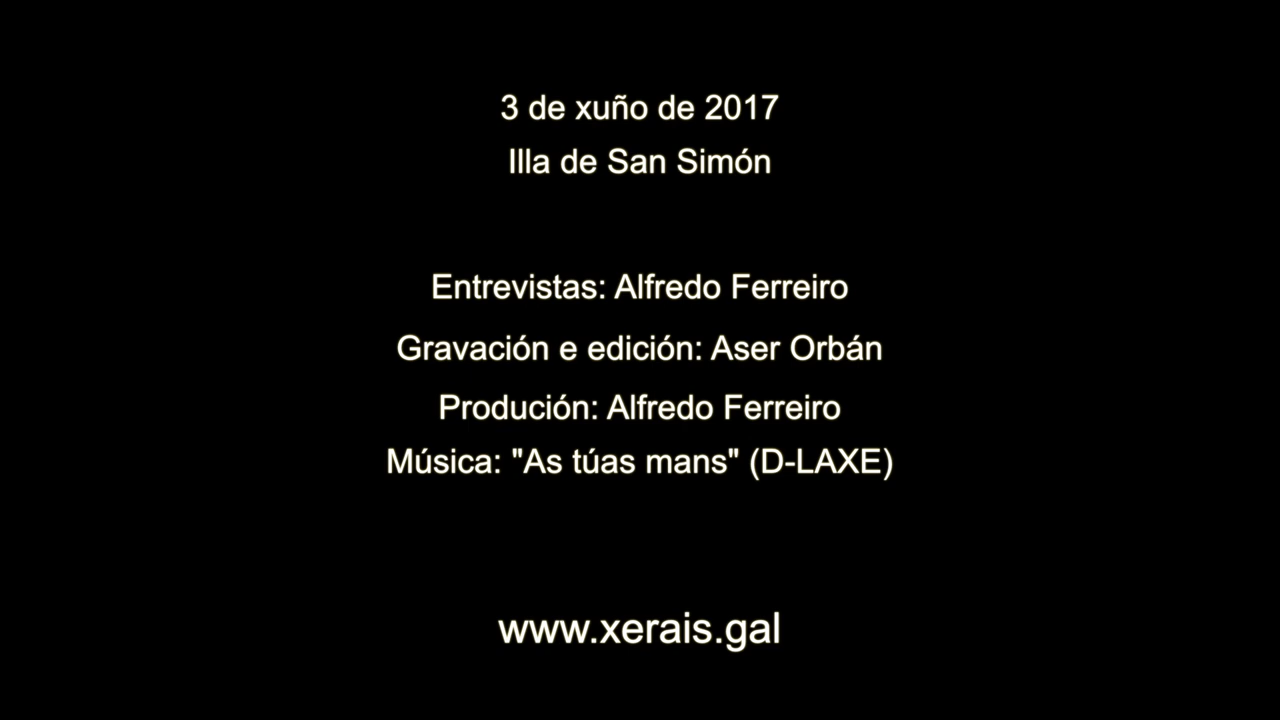 3 de xuño de 2017
Illa de San Simón
Entrevistas: Alfredo Ferreiro
Gravación e edición: Aser Orbán
Produción: Alfredo Ferreiro
Música: "As túas mans" (D-LAXE)
www.xerais.gal